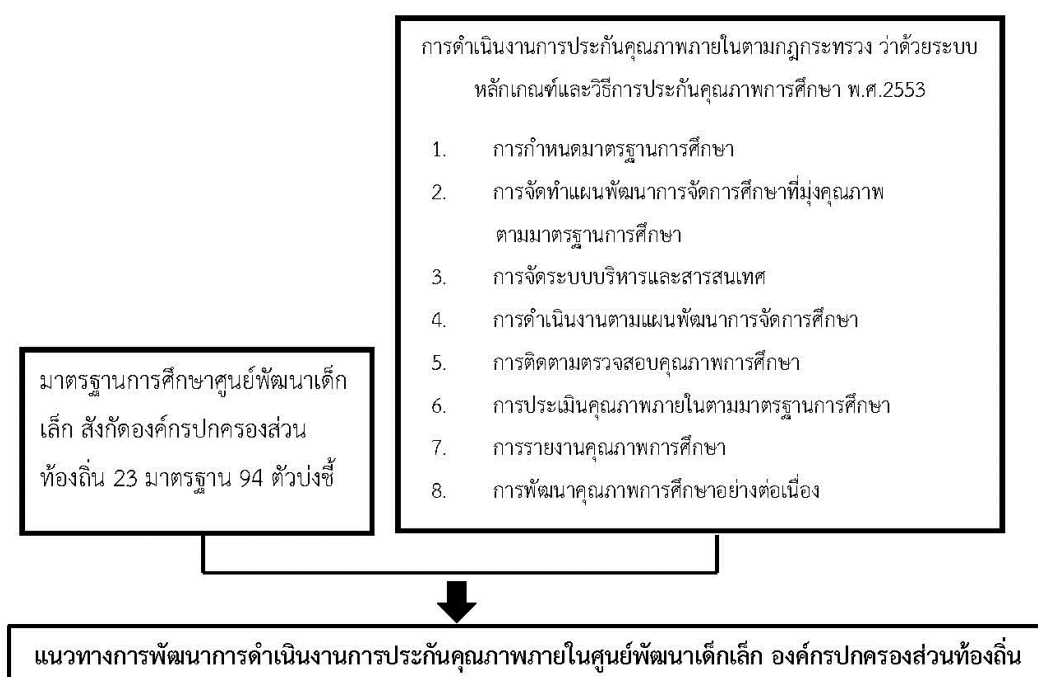 การดำเนินงานการประกันคุณภาพภายในตามกฎกระทรวง ว่าด้วยระบบ
หลักเกณฑ์และวิธีการประกันคุณภาพการศึกษา พ.ศ.2553
1. การกำหนดมาตรฐานการศึกษา
2. การจัดทำแผนพัฒนาการจัดการศึกษาที่มุ่งคุณภาพ
ตามมาตรฐานการศึกษา
3. การจัดระบบบริหารและสารสนเทศ
4. การดำเนินงานตามแผนพัฒนาการจัดการศึกษา
5. การติดตามตรวจสอบคุณภาพการศึกษา
6. การประเมินคุณภาพภายในตามมาตรฐานการศึกษา
7. การรายงานคุณภาพการศึกษา
8. การพัฒนาคุณภาพการศึกษาอย่างต่อเนื่อง
มาตรฐานการศึกษาศูนย์พัฒนาเด็ก
เล็ก สังกัดองค์กรปกครองส่วน
ท้องถิ่น 23 มาตรฐาน 94 ตัวบ่งชี้
แนวทางการพัฒนาการดำเนินงานการประกันคุณภาพภายในศูนย์พัฒนาเด็กเล็ก องค์กรปกครองส่วนท้องถิ่น